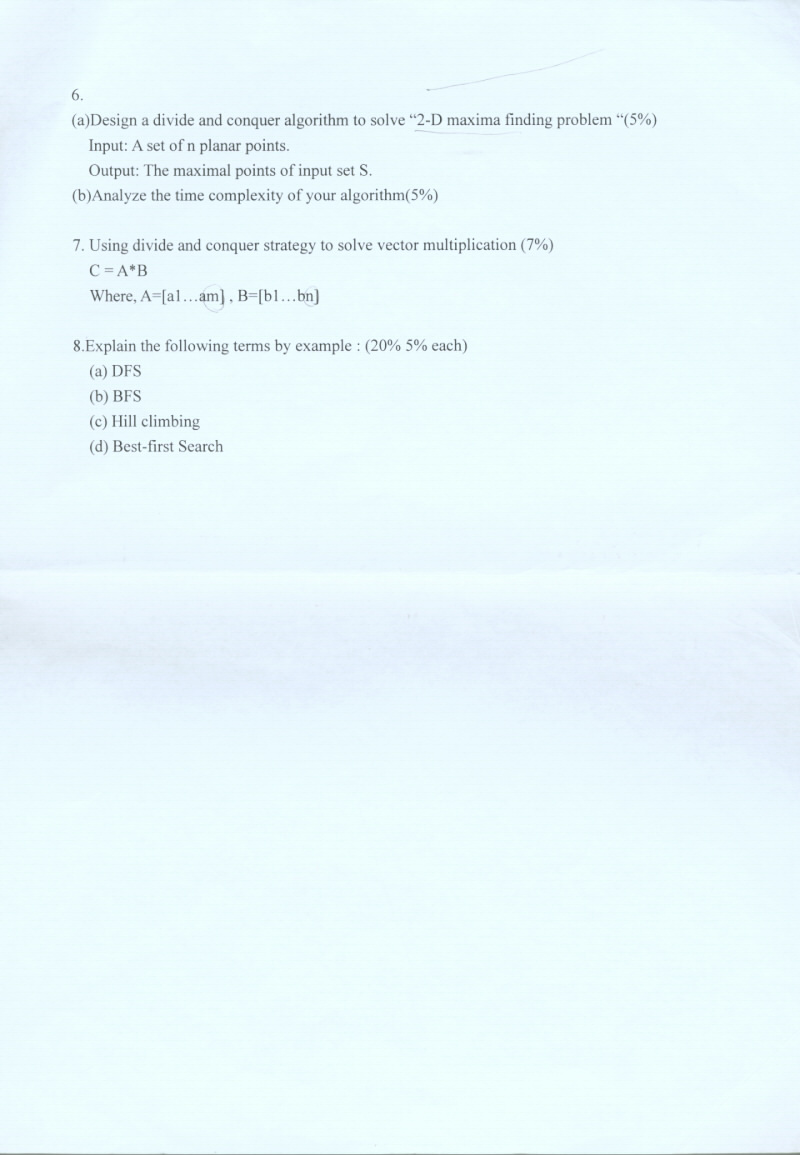 6.
(a)Design a divide and conquer algorithm to solve “2-D maxima finding problem “(5%)
Input: A set of n planar points.
Output: The maximal points of input set S.
(b)Analyze the time complexity of your algorithm(5%)
7. Using divide and conquer strategy to solve vector multiplication (7%)
C = A*B
Where, A=[a1…am] , B=[b1…bn]
8.Explain the following terms by example : (20% 5% each)
(a) DFS
(b) BFS
(c) Hill climbing
(d) Best-first Search